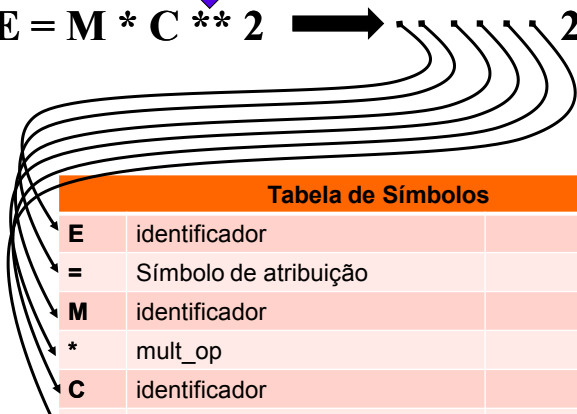 E = M * C ** 2 2
Tabela de Símbolos
E identificador
= Símbolo de atribuição
M identificador
* mult_op
C identificador